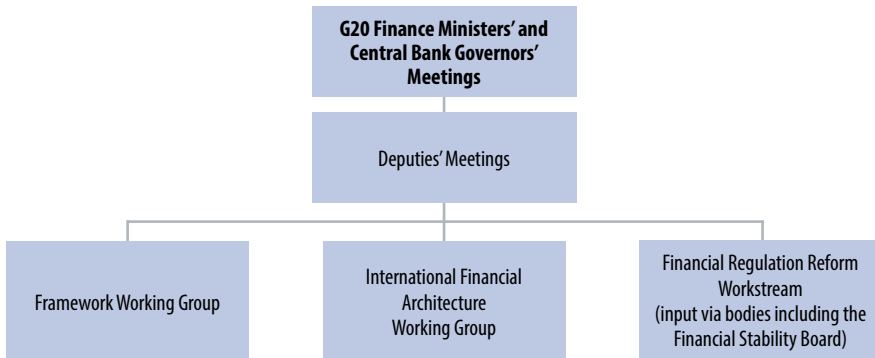 G20 Finance Ministers’ and
Central Bank Governors’
Meetings
Deputies’ Meetings
Framework Working Group
International Financial
Architecture
Working Group
Financial Regulation Reform
Workstream
(input via bodies including the
Financial Stability Board)